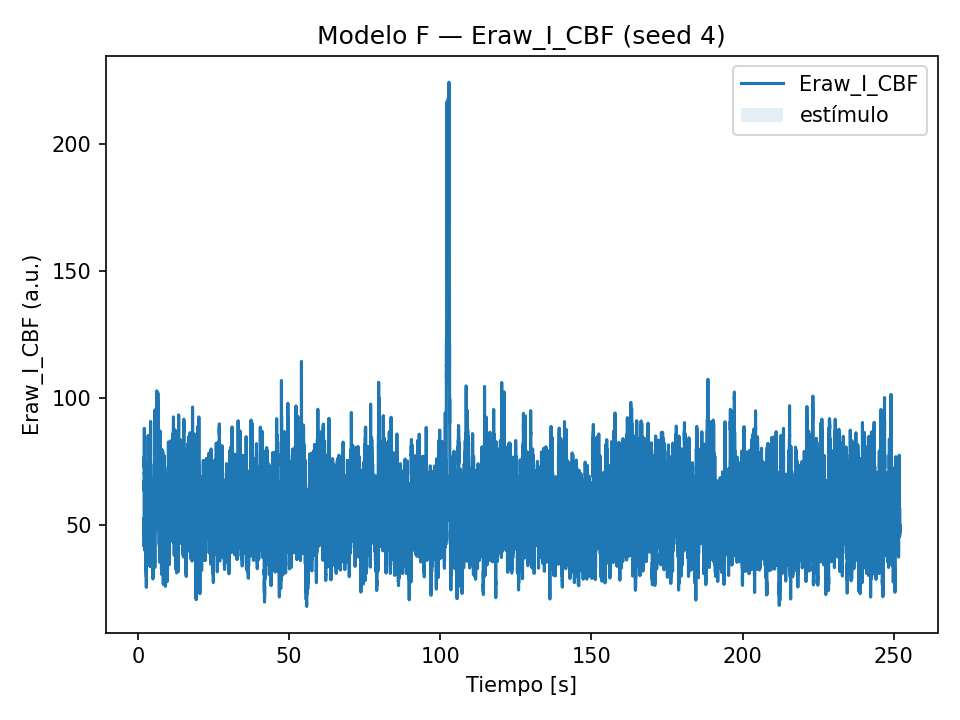 Modelo F — Eraw_I_CBF (seed 4)
Eraw_I_CBF
estímulo
Eraw_I_CBF (a.u.)
200
150
100
50
0
50
100
150
200
250
Tiempo [s]